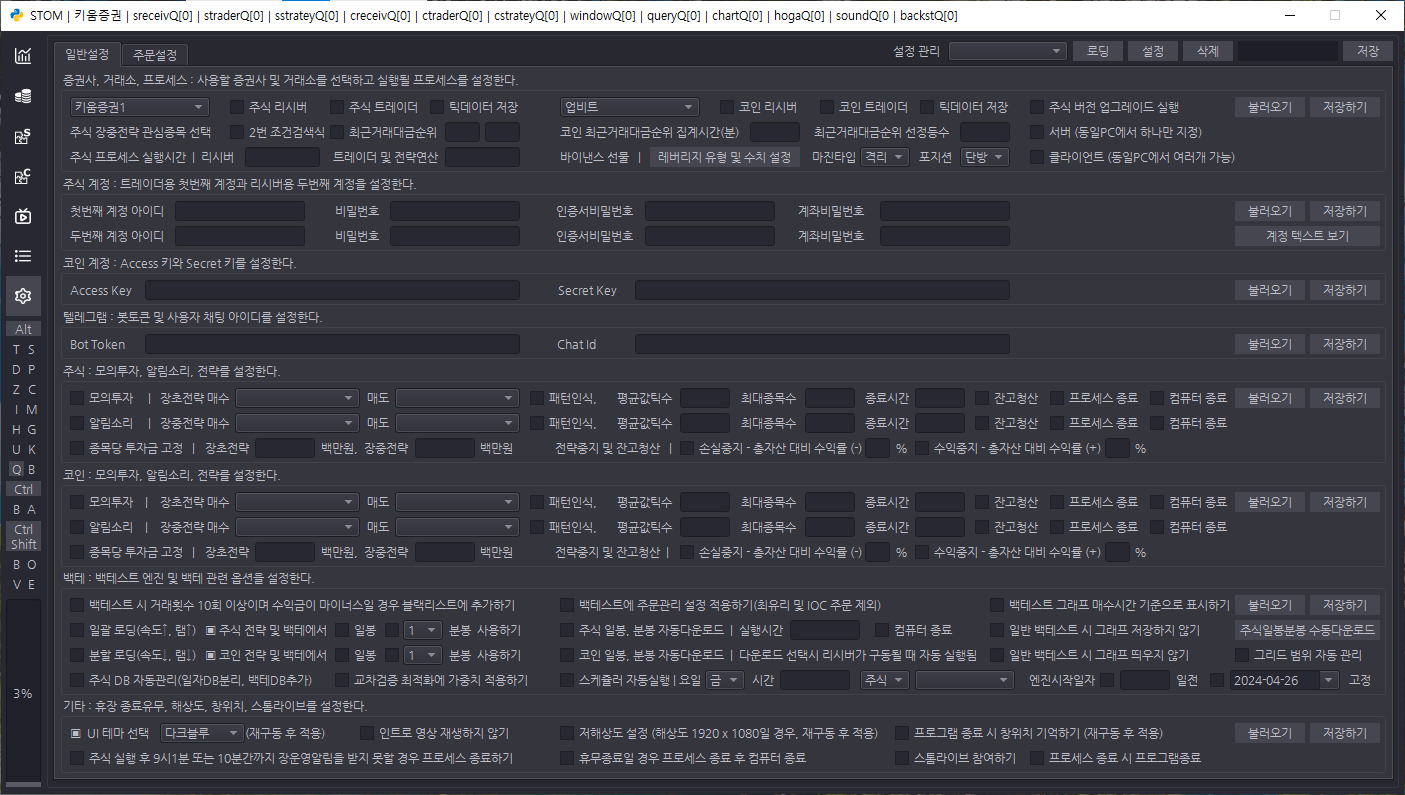 STOM | 키움증권 | sreceivQ[0] | straderQ[0] | sstrateyQ[0] | creceivQ[0] | ctraderQ[0] | cstrateyQ[0] | windowQ[0] | queryQ[0] | chartQ[0] | hogaQ[0] | soundQ[0 | backstQ[0]
일반설정 주문설정 설정 관리 로딩 설정 삭제 저장
증권사, 거래소, 프로세스 : 사용할 증권사 및 거래소를 선택하고 실행될 프로세스를 설정한다.
키움증권1 주식 리시버 주식 트레이더 틱데이터 저장 업비트 코인 리시버 코인 트레이더 틱데이터 저장 주식 버전 업그레이드 실행 불러오기 저장하기
주식 장중전략 관심종목 선택 2번 조건검색식 최근거래대금순위 코인 최근거래대금순위 집계시간(분) 최근거래대금순위 선정등수 서버 (동일PC에서 하나만 지정)
주식 프로세스 실행시간 | 리시버 트레이더 및 전략연산 바이낸스 선물 | 레버리지 유형 및 수치 설정 마진타입 격리 포지션 단방 클라이언트 (동일PC에서 여러개 가능)
주식 계정 : 트레이더용 첫번째 계정과 리시버용 두번째 계정을 설정한다.
첫번째 계정 아이디 비밀번호 인증서비밀번호 계좌비밀번호 불러오기 저장하기
두번째 계정 아이디 비밀번호 인증서비밀번호 계좌비밀번호 계정 텍스트 보기
코인 계정 : Access 키와 Secret 키를 설정한다.
Access Key Secret Key 불러오기 저장하기
텔레그램 : 봇토큰 및 사용자 채팅 아이디를 설정한다.
Alt
Bot Token Chat Id 불러오기 저장하기
T S
D P
주식 : 모의투자, 알림소리, 전략을 설정한다.
Z C
모의투자 | 장초전략 매수 매도 패턴인식, 평균값틱수 최대종목수 종료시간 잔고청산 프로세스 종료 컴퓨터 종료 불러오기 저장하기
I M
알림소리 | 장중전략 매수 매도 패턴인식, 평균값틱수 최대종목수 종료시간 잔고청산 프로세스 종료 컴퓨터 종료
H G
종목당 투자금 고정 | 장초전략 백만원, 장중전략 백만원 전략중지 및 잔고청산 | 손실중지 - 총자산 대비 수익률 (-) % 수익중지 - 총자산 대비 수익률 (+) %
U K
Q B
코인 : 모의투자, 알림소리, 전략을 설정한다.
Ctrl
모의투자 | 장초전략 매수 매도 패턴인식, 평균값틱수 최대종목수 종료시간 잔고청산 프로세스 종료 컴퓨터 종료 불러오기 저장하기
B A
알림소리 | 장중전략 매수 매도 패턴인식, 평균값틱수 최대종목수 종료시간 잔고청산 프로세스 종료 컴퓨터 종료
Ctrl
Shift
종목당 투자금 고정 | 장초전략 백만원, 장중전략 백만원 전략중지 및 잔고청산 | 손실중지 - 총자산 대비 수익률 (-) % 수익중지 - 총자산 대비 수익률 (+) %
B O
V E
백테 : 백테스트 엔진 및 백테 관련 옵션을 설정한다.
백테스트 시 거래횟수 10회 이상이며 수익금이 마이너스일 경우 블랙리스트에 추가하기 백테스트에 주문관리 설정 적용하기(최유리 및 IOC 주문 제외) 백테스트 그래프 매수시간 기준으로 표시하기 불러오기 저장하기
일괄 로딩(속도↑, 램↑) 주식 전략 및 백테에서 일봉 1 분봉 사용하기 주식 일봉, 분봉 자동다운로드 | 실행시간 컴퓨터 종료 일반 백테스트 시 그래프 저장하지 않기 주식일봉분봉 수동다운로드
분할 로딩(속도↓, 램↓) 코인 전략 및 백테에서 일봉 1 분봉 사용하기 코인 일봉, 분봉 자동다운로드 | 다운로드 선택시 리시버가 구동될 때 자동 실행됨 일반 백테스트 시 그래프 띄우지 않기 그리드 범위 자동 관리
주식 DB 자동관리(일자DB분리, 백테DB추가) 교차검증 최적화에 가중치 적용하기 스케쥴러 자동실행 | 요일 금 시간 주식 엔진시작일자 일전 2024-04-26 고정
3%
기타 : 휴장 종료유무, 해상도, 창위치, 스톰라이브를 설정한다.
UI 테마 선택 다크블루 (재구동 후 적용) 인트로 영상 재생하지 않기 저해상도 설정 (해상도 1920 x 1080일 경우, 재구동 후 적용) 프로그램 종료 시 창위치 기억하기 (재구동 후 적용) 불러오기 저장하기
주식 실행 후 9시1분 또는 10분간까지 장운영알림을 받지 못할 경우 프로세스 종료하기 휴무종료일 경우 프로세스 종료 후 컴퓨터 종료 스톰라이브 참여하기 프로세스 종료 시 프로그램종료